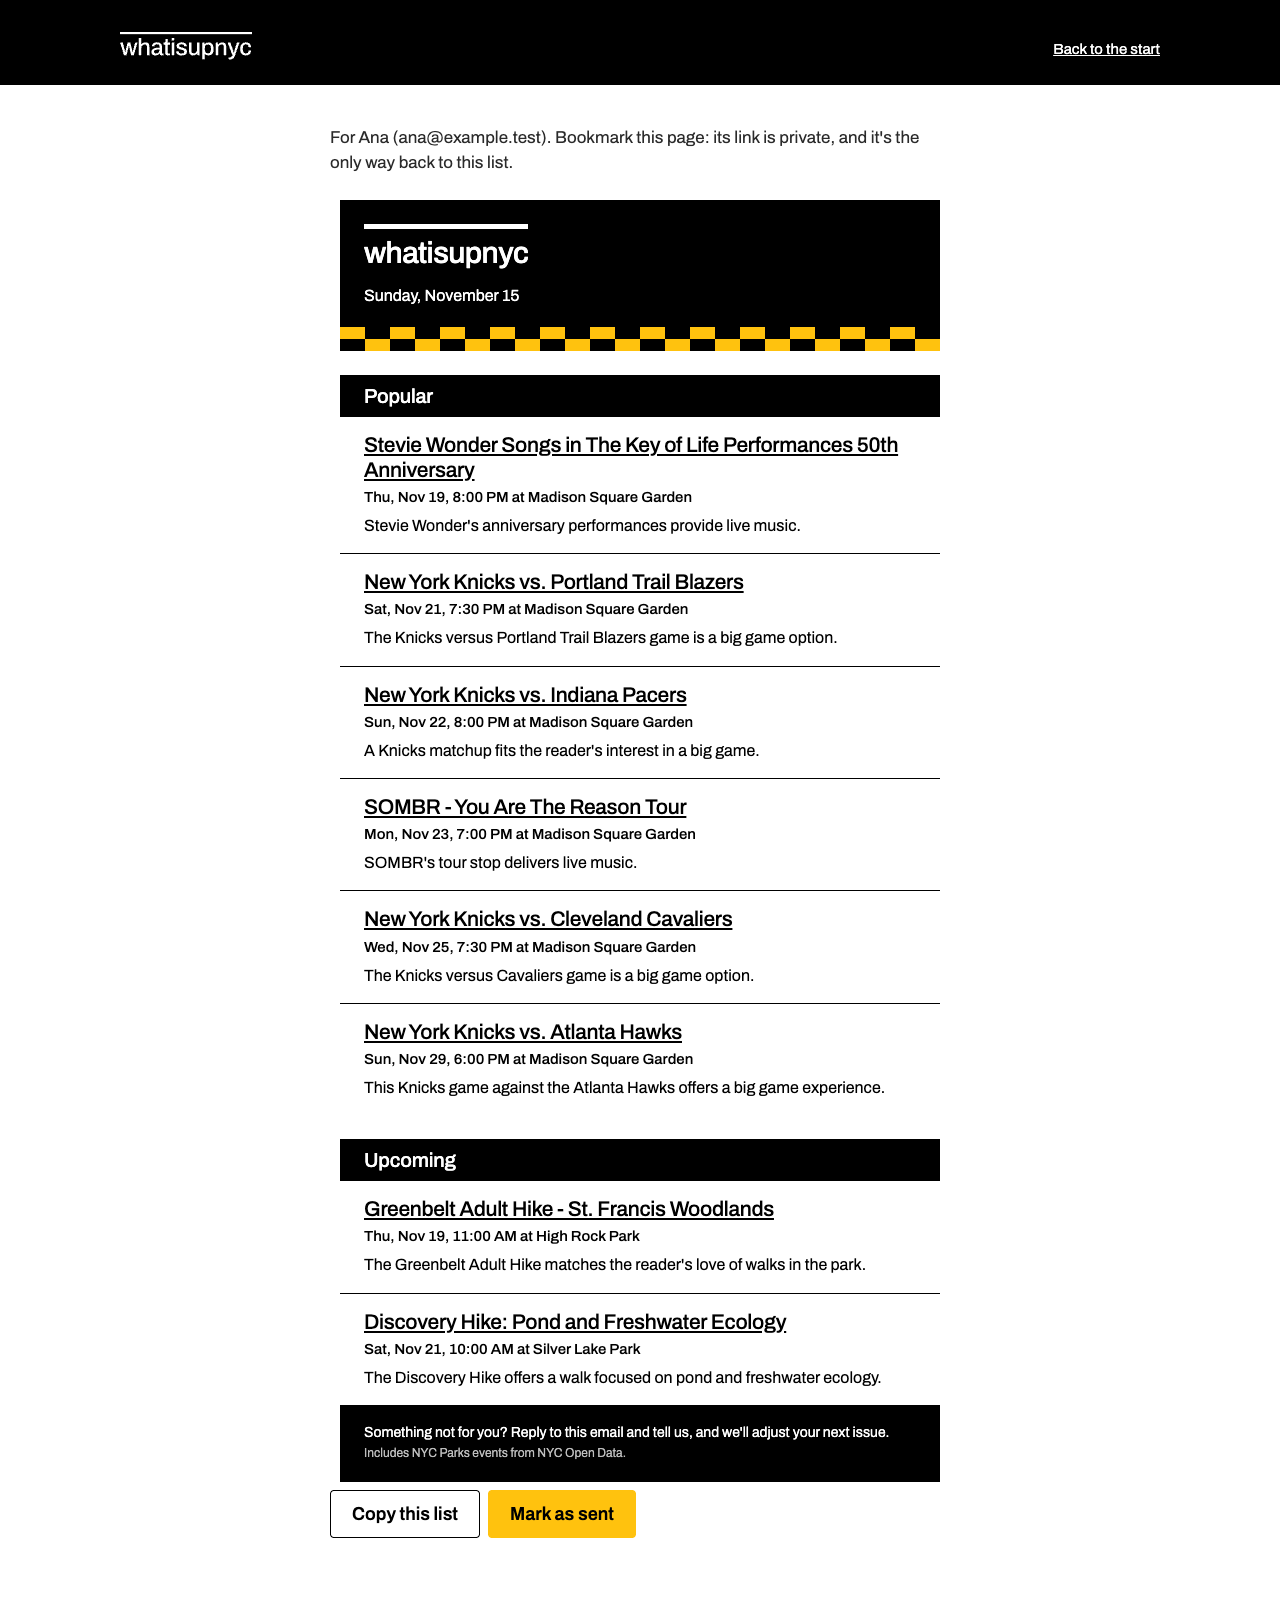 whatisupnyc
Back to the start
For Ana (ana@example.test). Bookmark this page: its link is private, and it's the
only way back to this list.
whatisupnyc
Sunday, November 15
Popular
Stevie Wonder Songs in The Key of Life Performances 50th
Anniversary
Thu, Nov 19, 8:00 PM at Madison Square Garden
Stevie Wonder's anniversary performances provide live music.
New York Knicks vs. Portland Trail Blazers
Sat, Nov 21, 7:30 PM at Madison Square Garden
The Knicks versus Portland Trail Blazers game is a big game option.
New York Knicks vs. Indiana Pacers
Sun, Nov 22, 8:00 PM at Madison Square Garden
A Knicks matchup fits the reader's interest in a big game.
SOMBR - You Are The Reason Tour
Mon, Nov 23, 7:00 PM at Madison Square Garden
SOMBR's tour stop delivers live music.
New York Knicks vs. Cleveland Cavaliers
Wed, Nov 25, 7:30 PM at Madison Square Garden
The Knicks versus Cavaliers game is a big game option.
New York Knicks vs. Atlanta Hawks
Sun, Nov 29, 6:00 PM at Madison Square Garden
This Knicks game against the Atlanta Hawks offers a big game experience.
Upcoming
Greenbelt Adult Hike - St. Francis Woodlands
Thu, Nov 19, 11:00 AM at High Rock Park
The Greenbelt Adult Hike matches the reader's love of walks in the park.
Discovery Hike: Pond and Freshwater Ecology
Sat, Nov 21, 10:00 AM at Silver Lake Park
The Discovery Hike offers a walk focused on pond and freshwater ecology.
Something not for you? Reply to this email and tell us, and we'll adjust your next issue.
Includes NYC Parks events from NYC Open Data.
Copy this list
Mark as sent